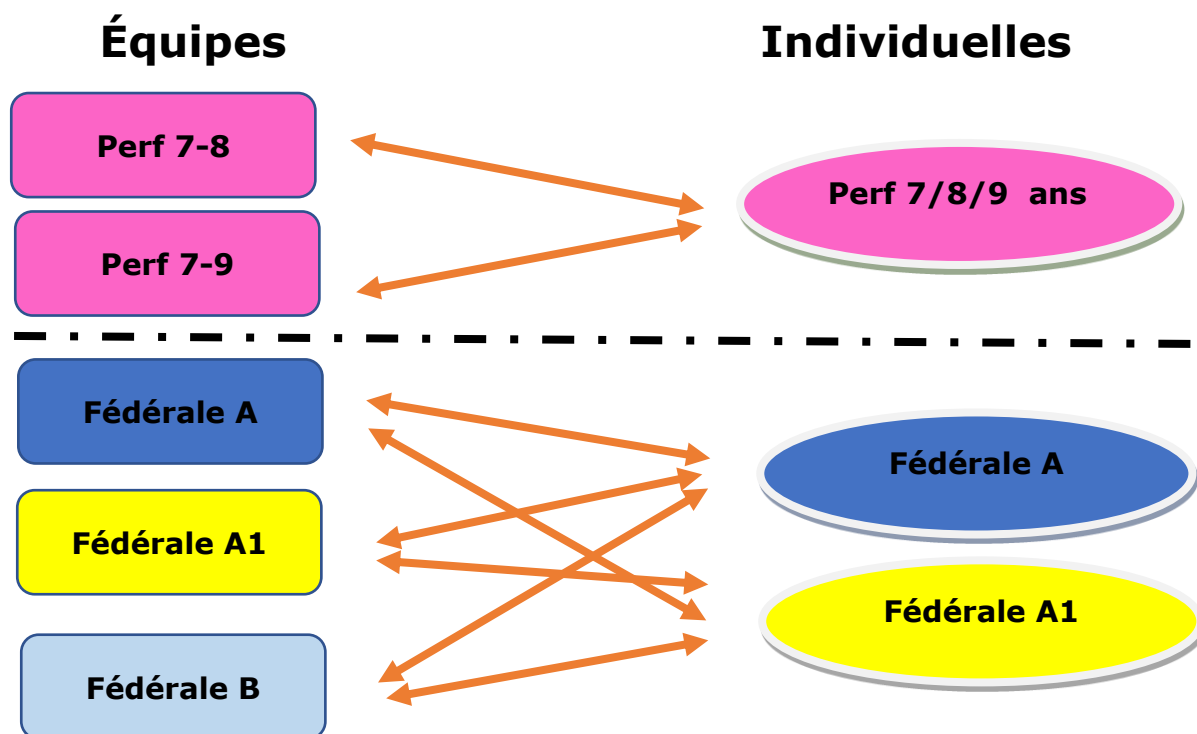 Équipes
Individuelles
Perf 7-8
Perf 7/8/9 ans
Perf 7-9
Fédérale A
Fédérale A
Fédérale A1
Fédérale A1
Fédérale B